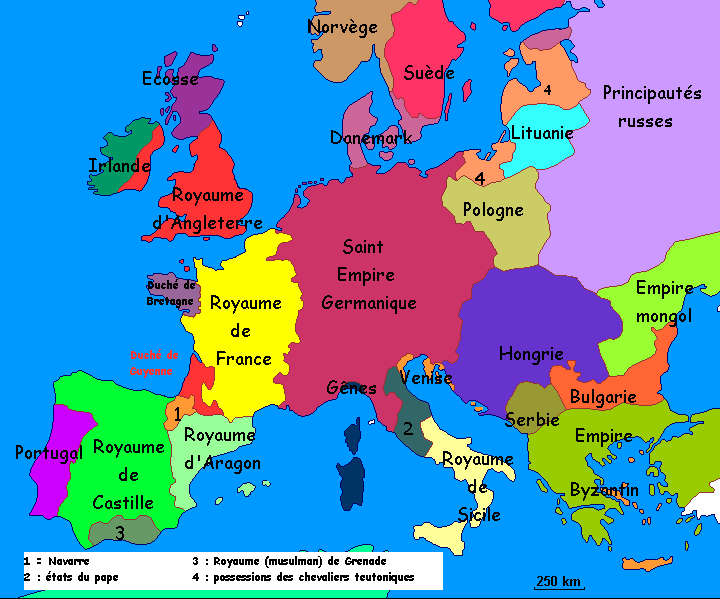 Norvège
Suède
Ecosse
4
Principautés
russes
Danemark
Lituanie
Irlande
4
Royaume
d'Angleterre
Pologne
Saint
Empire
Germanique
Duché de
Bretagne
Royaume
de
France
Empire
mongol
Duché de
Guyenne
Hongrie
Gênes
Venise
Bulgarie
1
Serbie
2
Royaume
d'Aragon
Empire
Byzantin
Portugal
Royaume
de
Castille
Royaume
de
Sicile
3
1 = Navarre
2 : états du pape
3 : Royaume (musulman) de Grenade
4 : possessions des chevaliers teutoniques
250 km